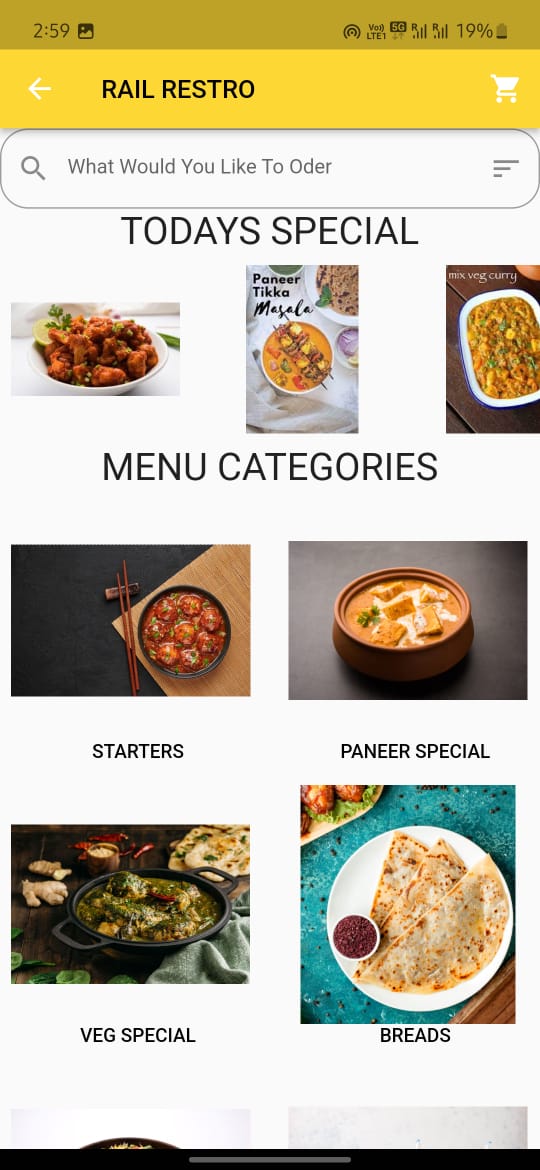 2:59
Vo) 5G R R 19%
LTE1
RAIL RESTRO
What Would You Like To Oder
TODAYS SPECIAL
Paneer
Tikka
Masala
mix veg curry
MENU CATEGORIES
STARTERS
PANEER SPECIAL
VEG SPECIAL
BREADS